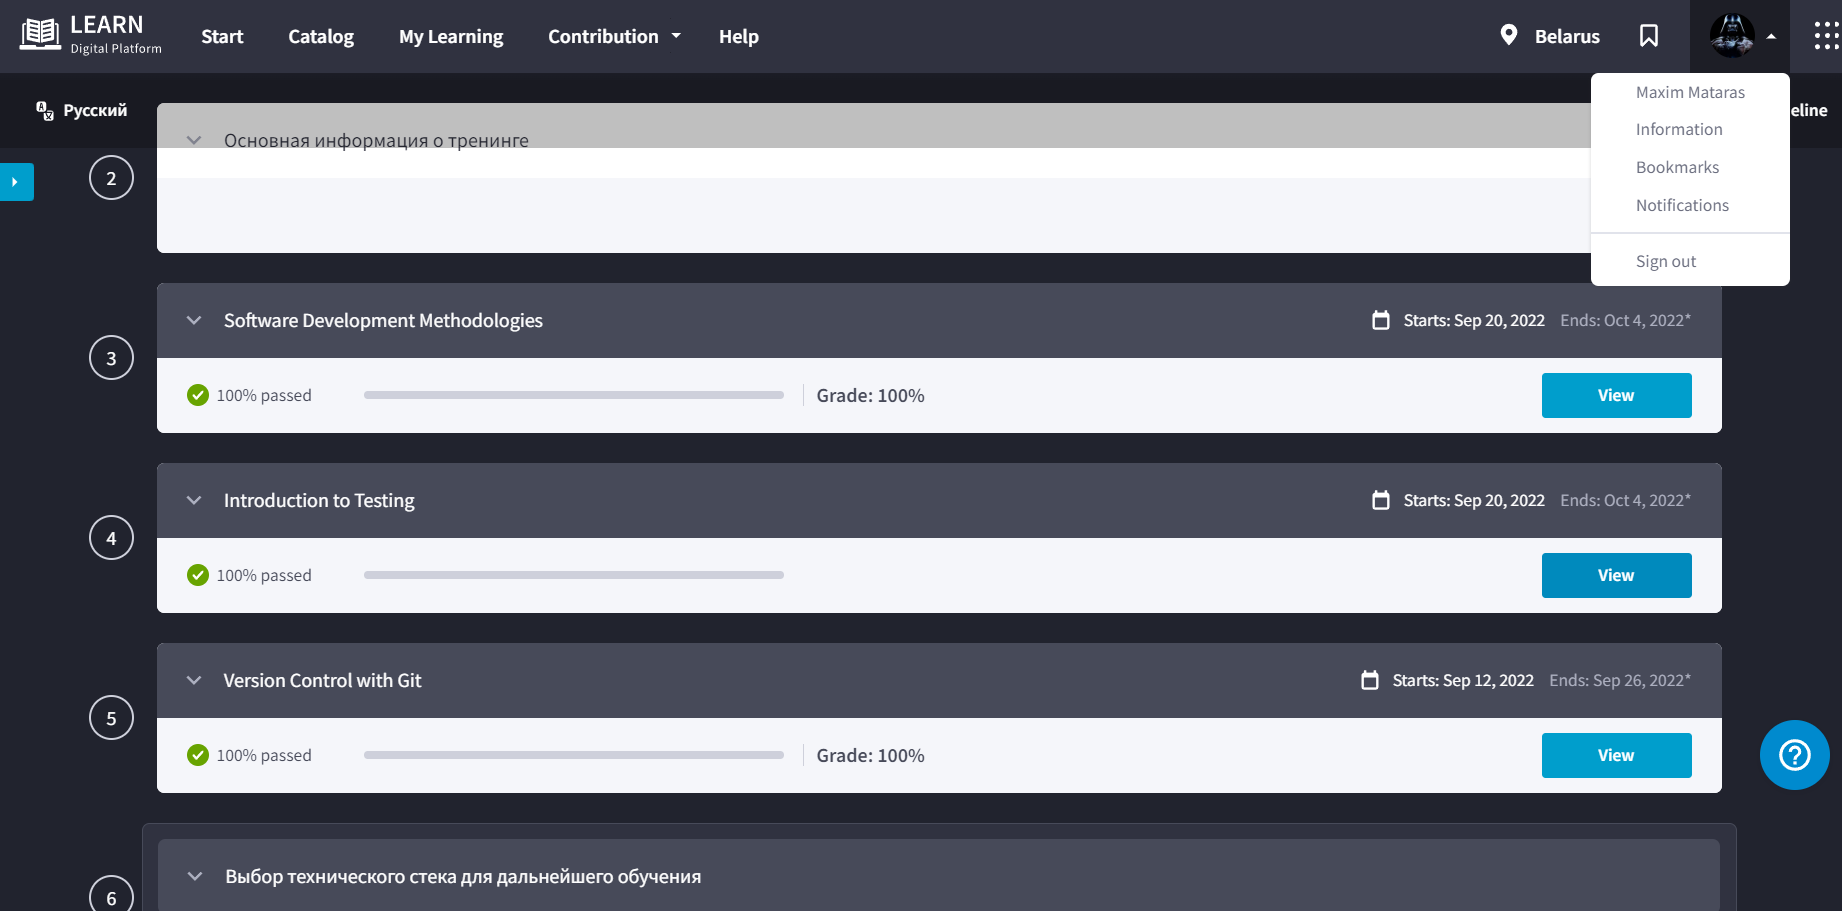 LEARN
Digital Platform
Start
Catalog
My Learning
Contribution
Help
Belarus
Maxim Mataras
Information
Bookmarks
Notifications
Sign out
Русский
eline
2
Основная информация о тренинге
3
Software Development Methodologies
Starts: Sep 20, 2022
Ends: Oct 4, 2022*
100% passed
Grade: 100%
View
4
Introduction to Testing
Starts: Sep 20, 2022
Ends: Oct 4, 2022*
100% passed
View
5
Version Control with Git
Starts: Sep 12, 2022
Ends: Sep 26, 2022*
100% passed
Grade: 100%
View
6
Выбор технического стека для дальнейшего обучения